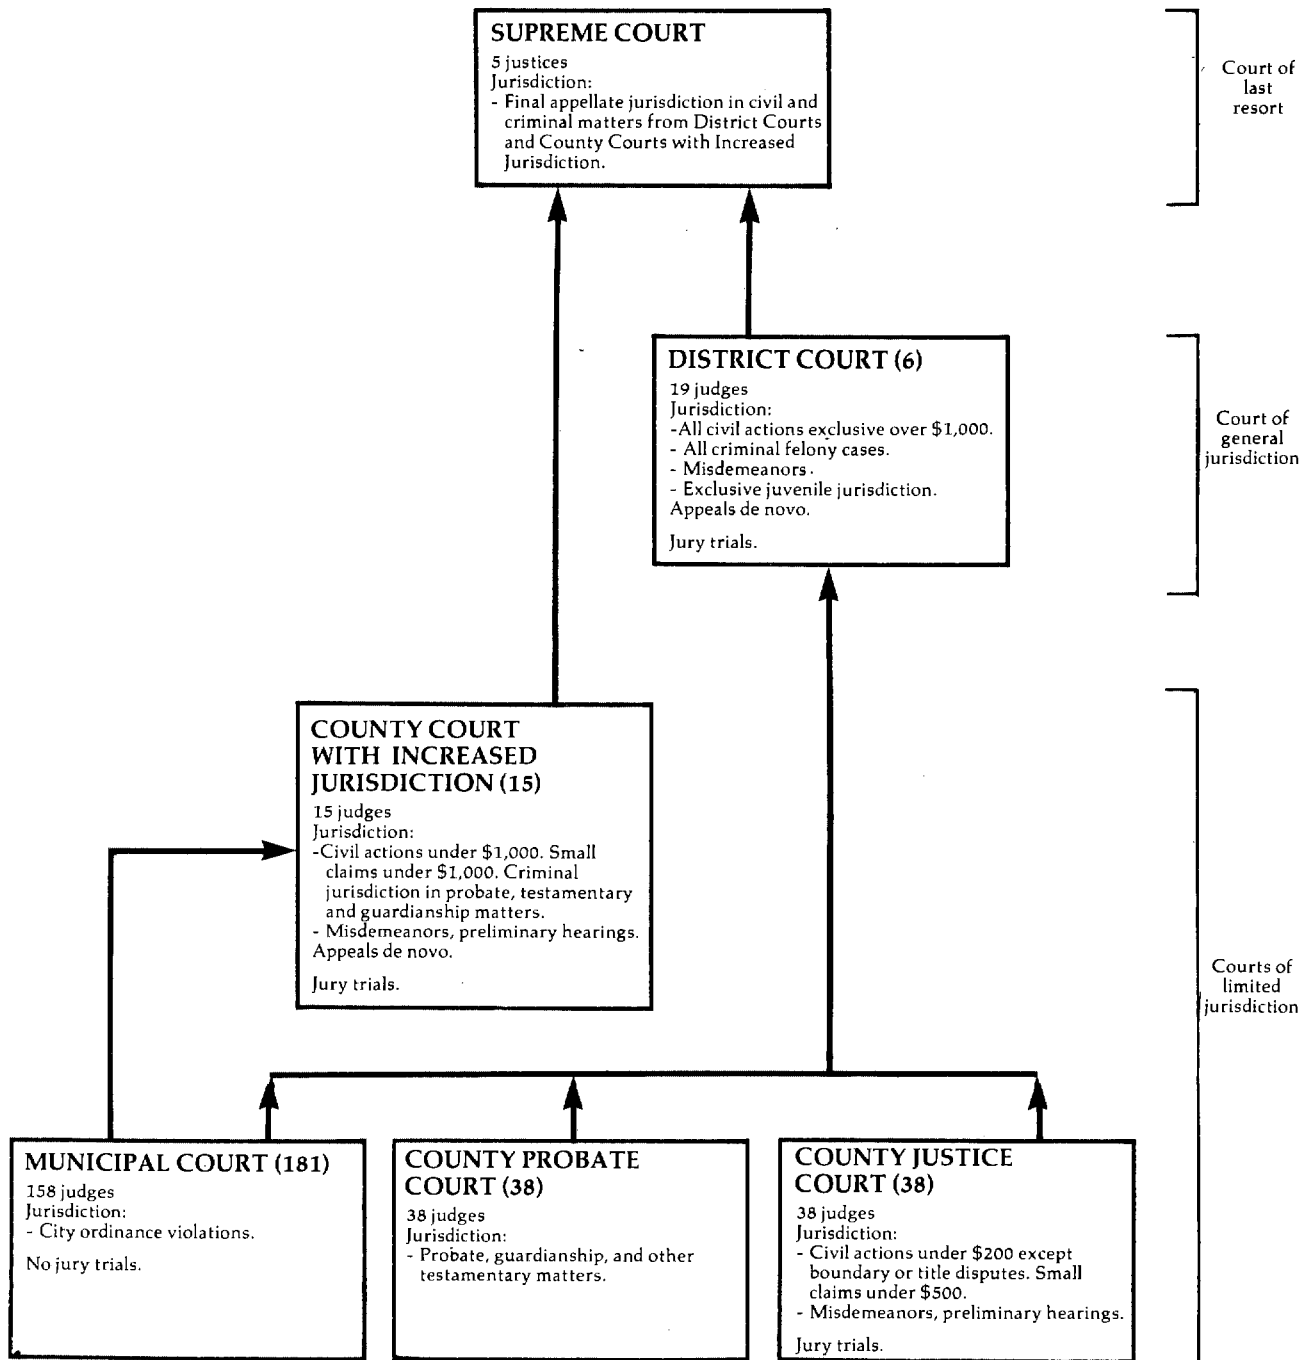 SUPREME COURT
5 justices
Jurisdiction:
- Final appellate jurisdiction in civil and
criminal matters from District Courts
and County Courts with Increased
Jurisdiction.
Court of
last
resort
DISTRICT COURT (6)
19 judges
Jurisdiction:
-All civil actions exclusive over $1,000.
- All criminal felony cases.
- Misdemeanors.
- Exclusive juvenile jurisdiction.
Appeals de novo.
Jury trials.
Court of
general
jurisdiction
COUNTY COURT
WITH INCREASED
JURISDICTION (15)
15 judges
Jurisdiction:
-Civil actions under $1,000. Small
claims under $1,000. Criminal
jurisdiction in probate, testamentary
and guardianship matters.
- Misdemeanors, preliminary hearings.
Appeals de novo.
Jury trials.
Courts of
limited
jurisdiction
MUNICIPAL COURT (181)
158 judges
Jurisdiction:
- City ordinance violations.
No jury trials.
COUNTY PROBATE
COURT (38)
38 judges
Jurisdiction:
- Probate, guardianship, and other
testamentary matters.
COUNTY JUSTICE
COURT (38)
38 judges
Jurisdiction:
- Civil actions under $200 except
boundary or title disputes. Small
claims under $500.
- Misdemeanors, preliminary hearings.
Jury trials.